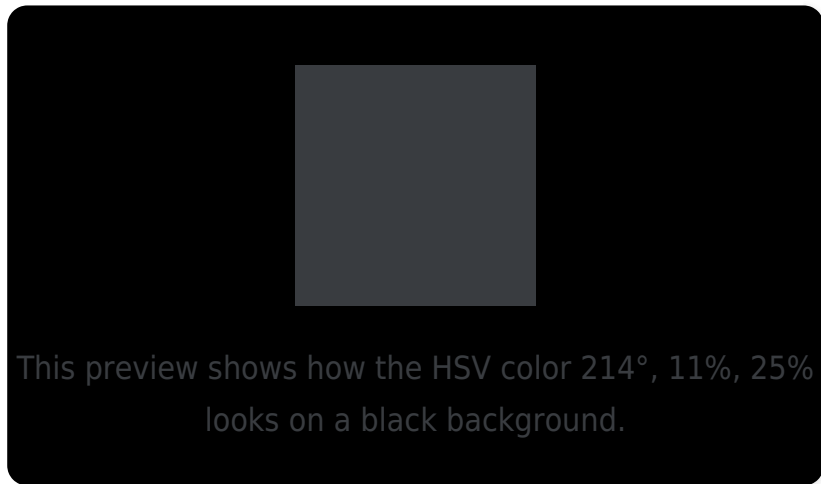 This preview shows how the HSV color 214°, 11%, 25%
looks on a black background.